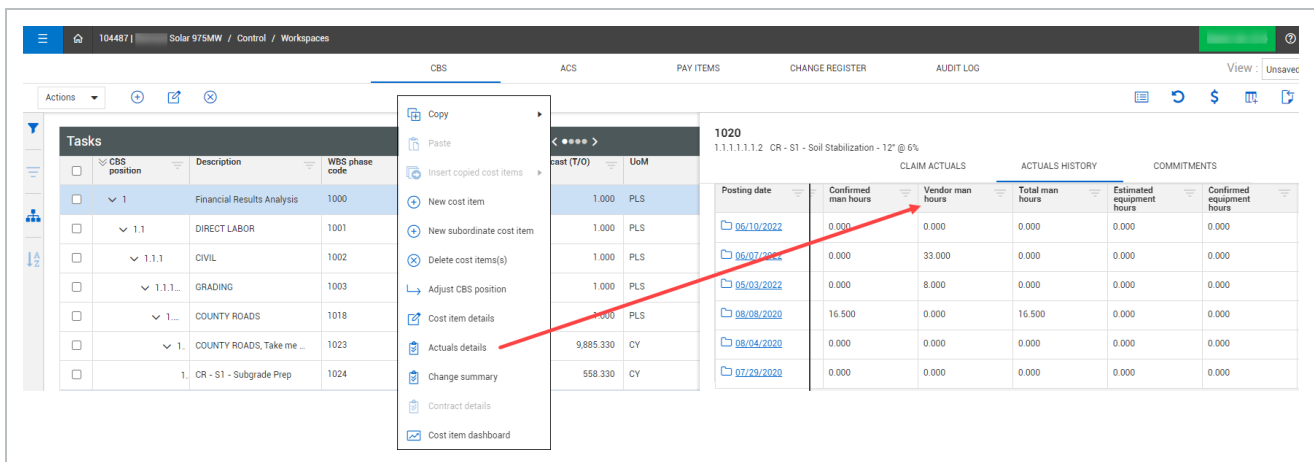 104487 | Solar 975MW / Control / Workspaces
CBS ACS PAY ITEMS CHANGE REGISTER AUDIT LOG View : Unsaved
Actions
Tasks
CBS position Description WBS phase code cast (T/O) UoM
1 Financial Results Analysis 1000 1.000 PLS
1.1 DIRECT LABOR 1001 1.000 PLS
1.1.1 CIVIL 1002 1.000 PLS
1.1.1... GRADING 1003 1.000 PLS
1.... COUNTY ROADS 1018 1.000 PLS
1. COUNTY ROADS, Take me ... 1023 9,885.330 CY
1. CR - S1 - Subgrade Prep 1024 558.330 CY
Copy
Paste
Insert copied cost items
New cost item
New subordinate cost item
Delete cost items(s)
Adjust CBS position
Cost item details
Actuals details
Change summary
Contract details
Cost item dashboard
1020
1.1.1.1.1.1.2 CR - S1 - Soil Stabilization - 12" @ 6%
CLAIM ACTUALS ACTUALS HISTORY COMMITMENTS
Posting date Confirmed man hours Vendor man hours Total man hours Estimated equipment hours Confirmed equipment hours
06/10/2022 0.000 0.000 0.000 0.000 0.000
06/07/2022 0.000 33.000 0.000 0.000 0.000
05/03/2022 0.000 8.000 0.000 0.000 0.000
08/08/2020 16.500 0.000 16.500 0.000 0.000
08/04/2020 0.000 0.000 0.000 0.000 0.000
07/29/2020 0.000 0.000 0.000 0.000 0.000